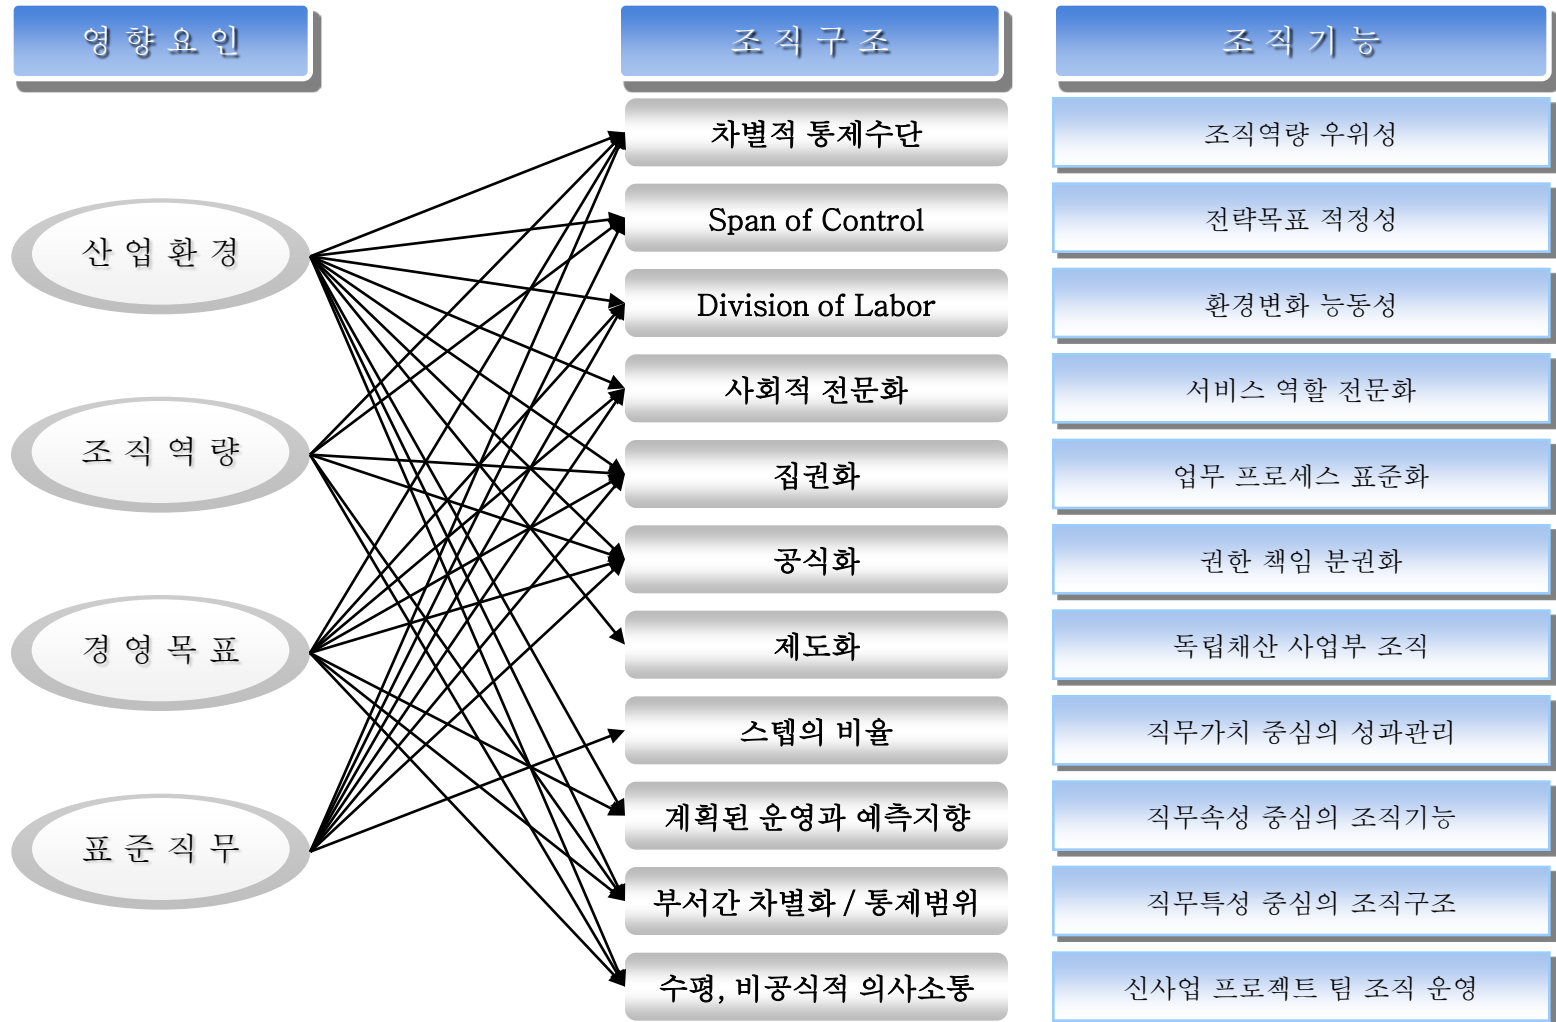 영 향 요 인
조 직 구 조
조 직 기 능
산 업 환 경
조 직 역 량
경 영 목 표
표 준 직 무
차별적 통제수단
Span of Control
Division of Labor
사회적 전문화
집권화
공식화
제도화
스텝의 비율
계획된 운영과 예측지향
부서간 차별화 / 통제범위
수평, 비공식적 의사소통
조직역량 우위성
전략목표 적정성
환경변화 능동성
서비스 역할 전문화
업무 프로세스 표준화
권한 책임 분권화
독립채산 사업부 조직
직무가치 중심의 성과관리
직무속성 중심의 조직기능
직무특성 중심의 조직구조
신사업 프로젝트 팀 조직 운영